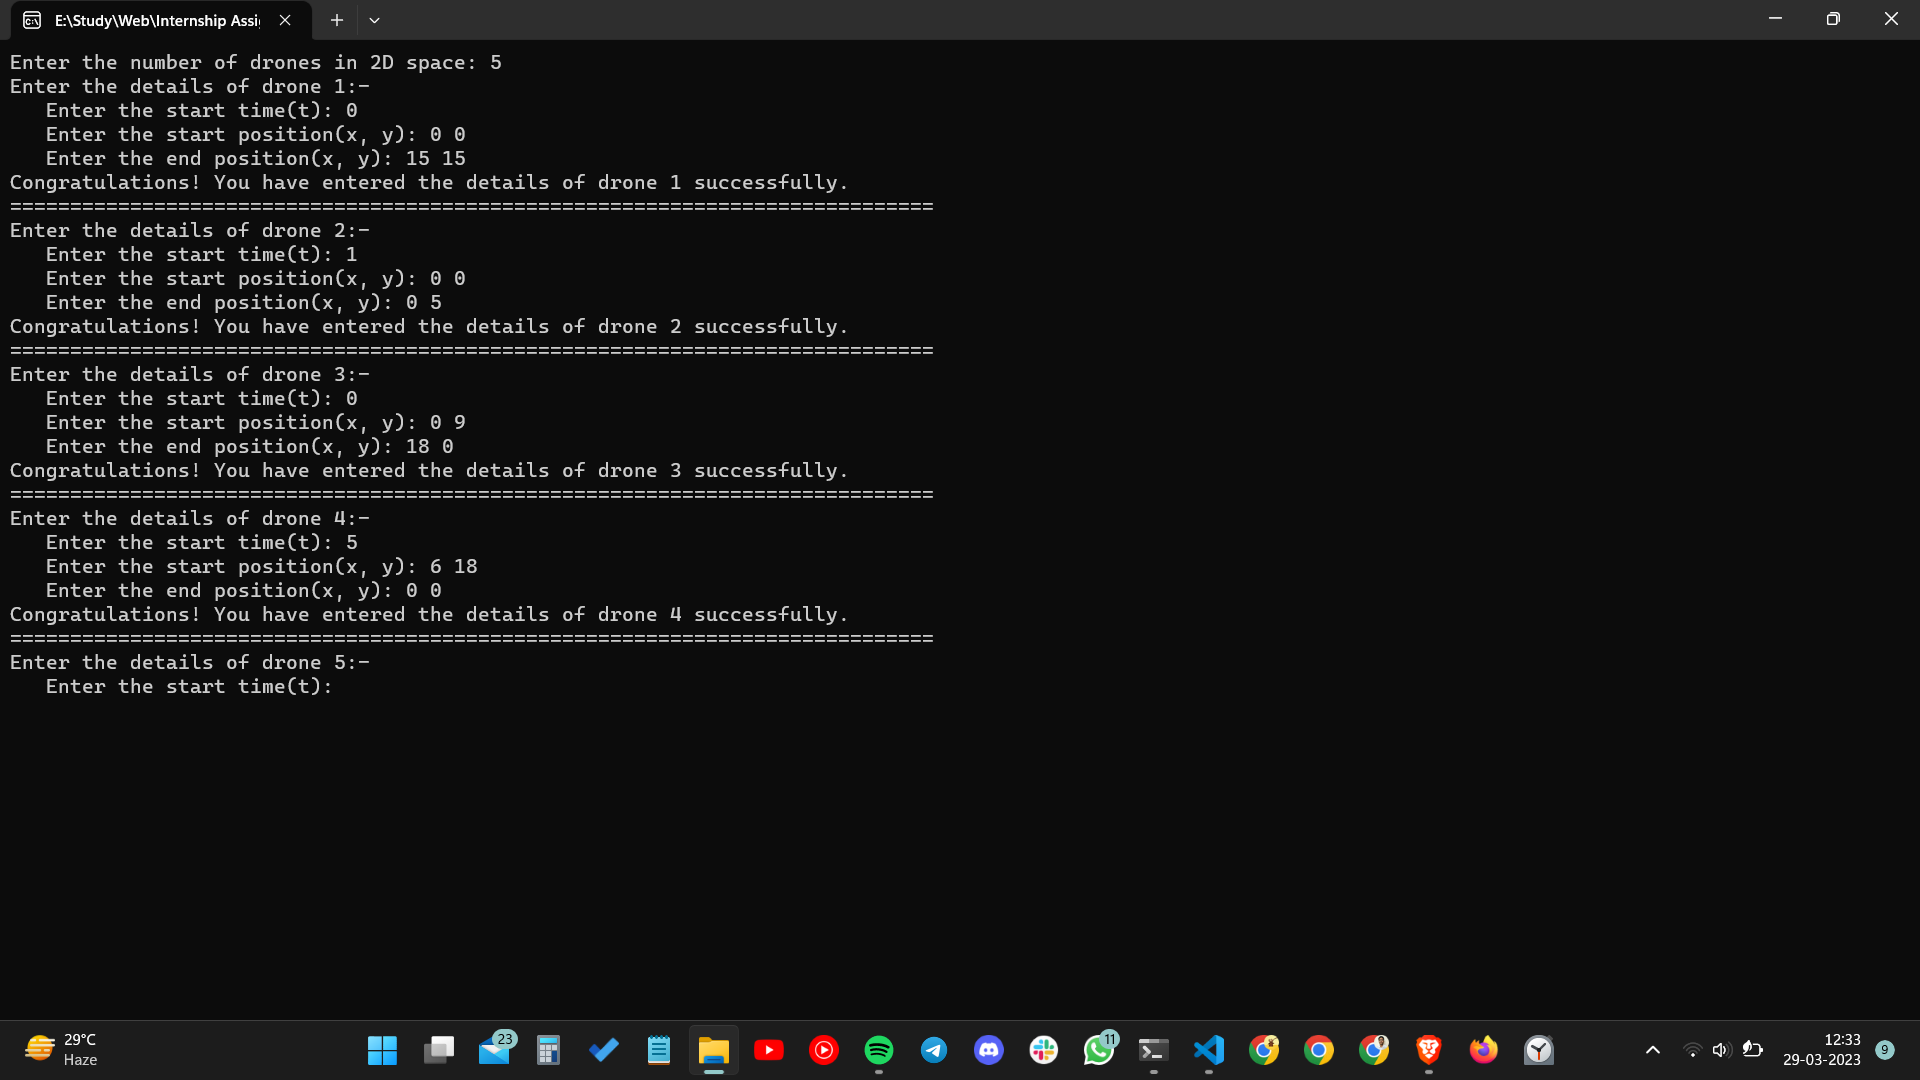 E:\Study\Web\Internship Assi
Enter the number of drones in 2D space: 5
Enter the details of drone 1:-
   Enter the start time(t): 0
   Enter the start position(x, y): 0 0
   Enter the end position(x, y): 15 15
Congratulations! You have entered the details of drone 1 successfully.
=============================================================================
Enter the details of drone 2:-
   Enter the start time(t): 1
   Enter the start position(x, y): 0 0
   Enter the end position(x, y): 0 5
Congratulations! You have entered the details of drone 2 successfully.
=============================================================================
Enter the details of drone 3:-
   Enter the start time(t): 0
   Enter the start position(x, y): 0 9
   Enter the end position(x, y): 18 0
Congratulations! You have entered the details of drone 3 successfully.
=============================================================================
Enter the details of drone 4:-
   Enter the start time(t): 5
   Enter the start position(x, y): 6 18
   Enter the end position(x, y): 0 0
Congratulations! You have entered the details of drone 4 successfully.
=============================================================================
Enter the details of drone 5:-
   Enter the start time(t):
29°C
Haze
23
11
12:33
29-03-2023
9